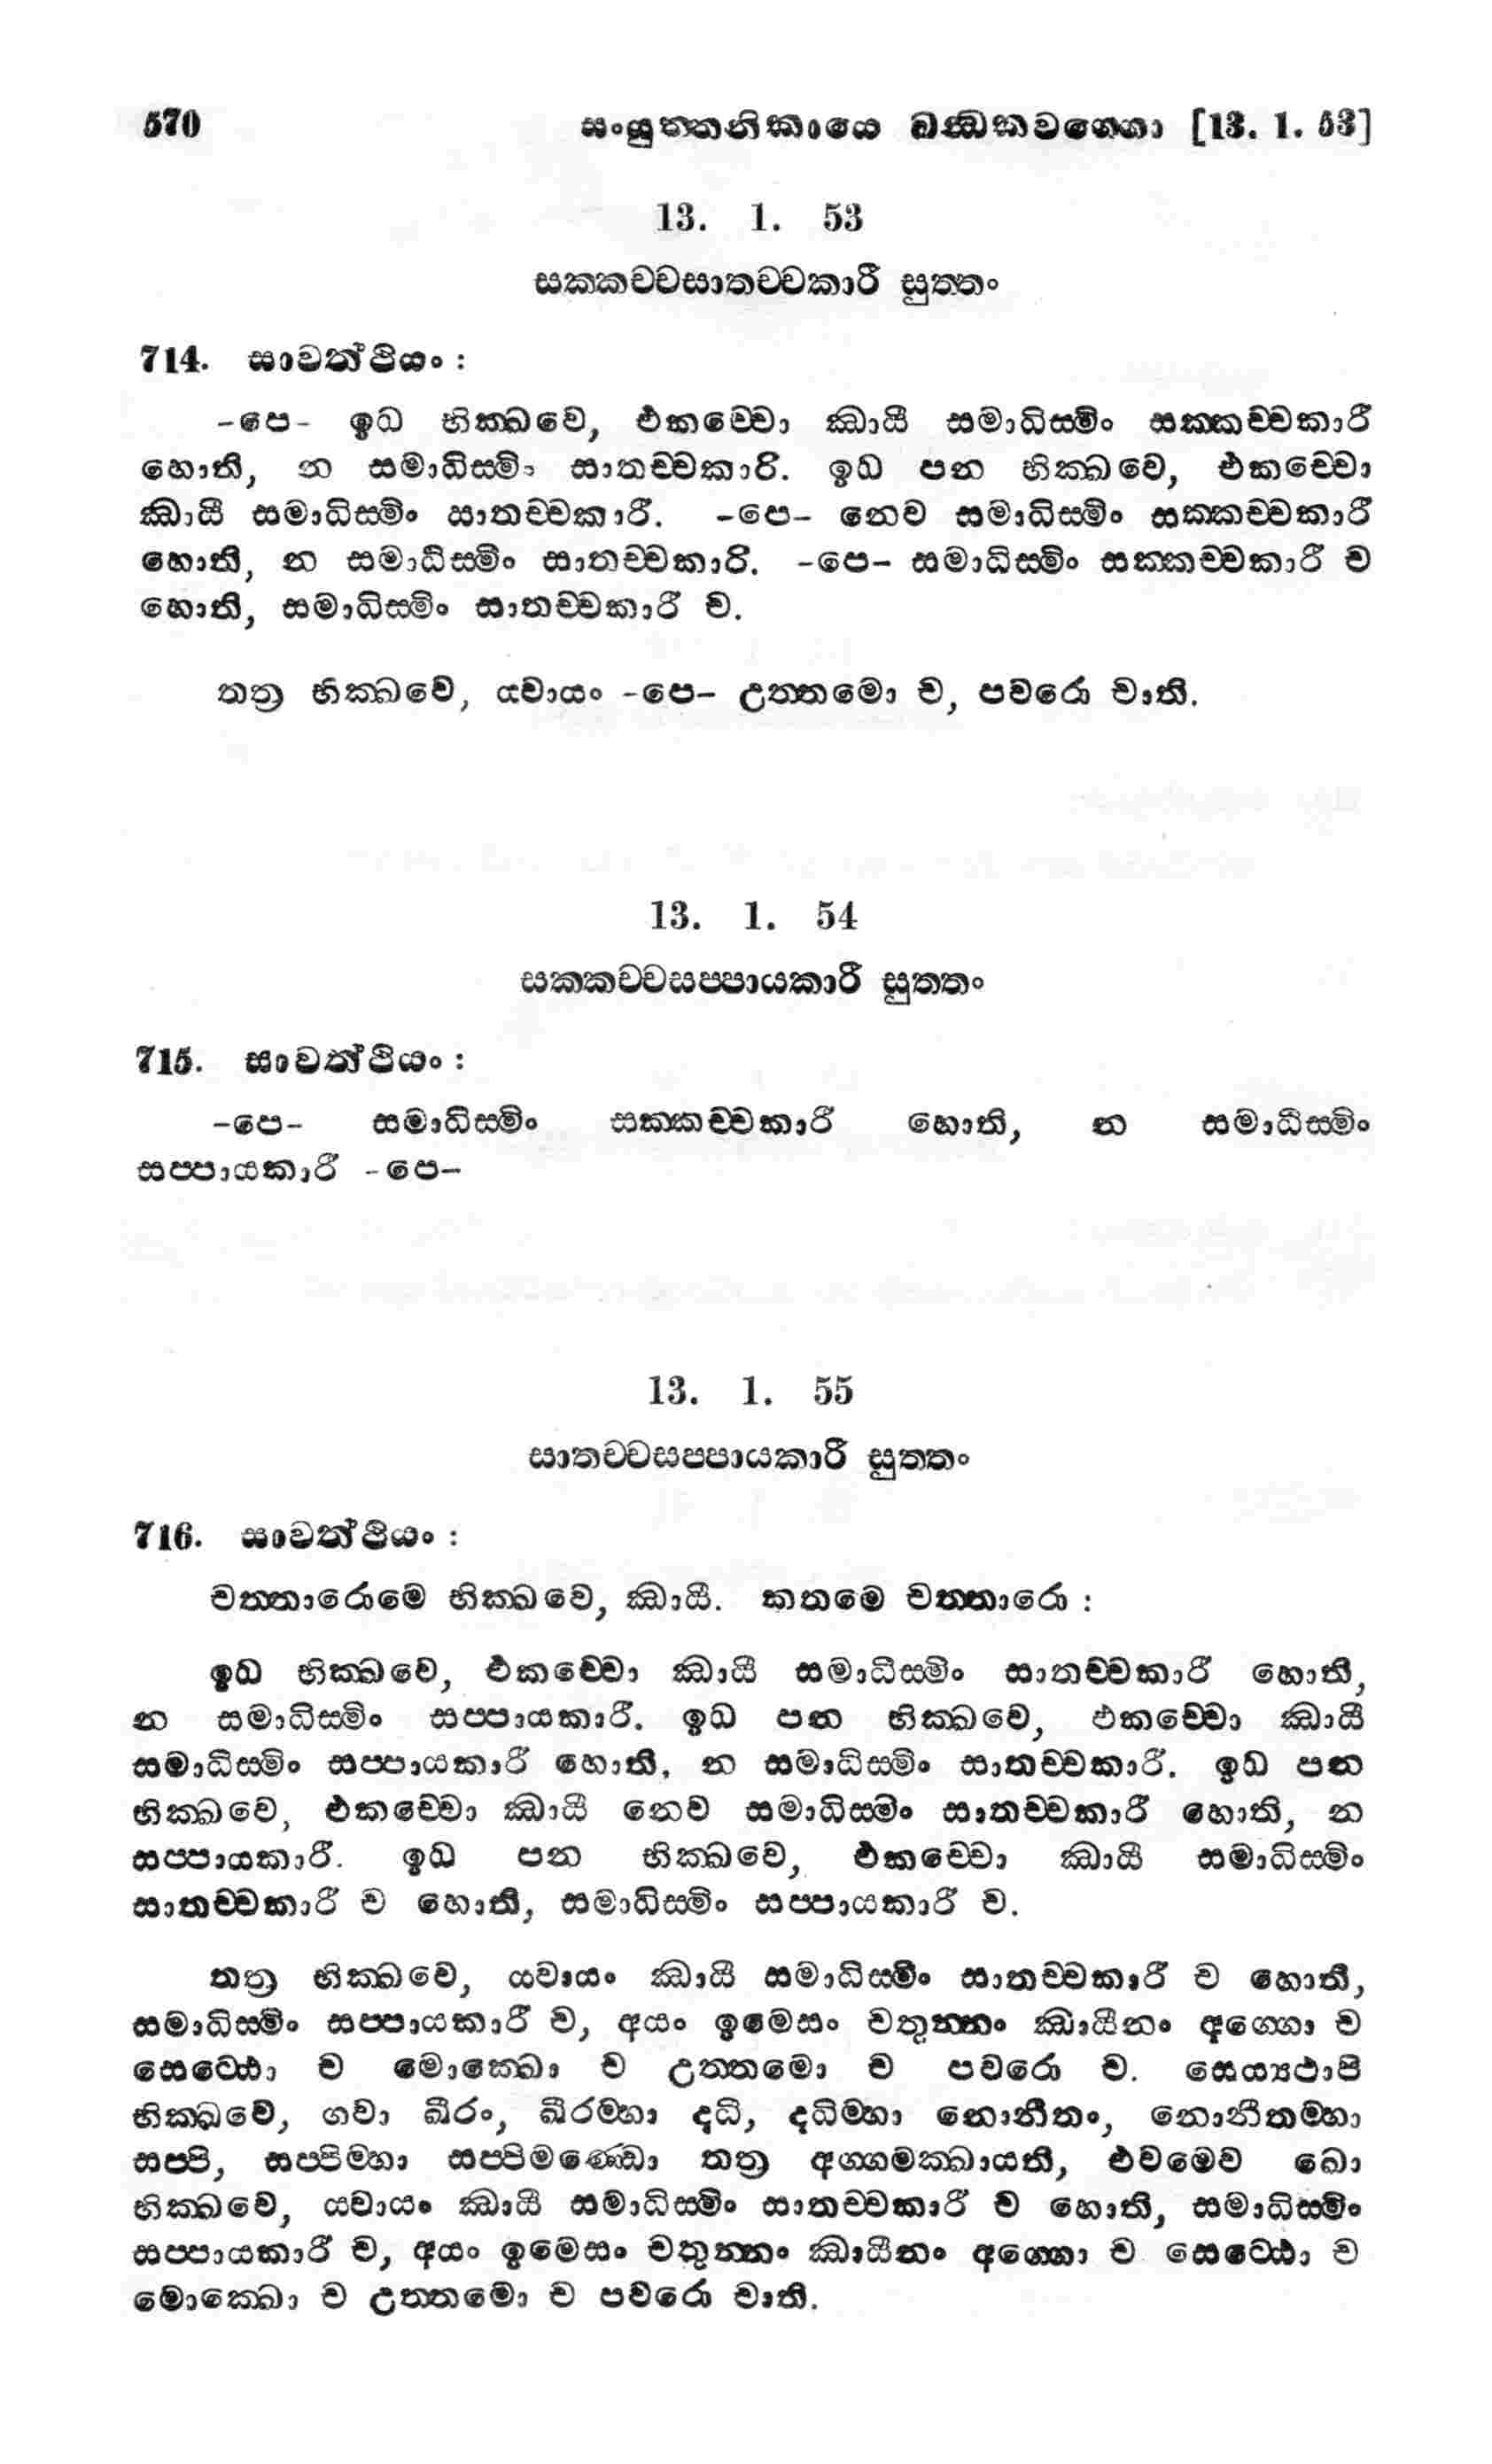 570 සංයුත්තනිකායෙ ඛන්ධකවග්ගො [13. 1. 53]
13. 1. 53
සක්කච්චසාතච්චකාරී සුත්තං
714. සාවත්ථියං :
-පෙ- ඉධ භික්ඛවෙ, එකච්චො ඣායී සමාධිස්මිං සක්කච්චකාරී
හොති, න සමාධිස්මිං සාතච්චකාරි. ඉධ පන භික්ඛවෙ, එකච්චො
ඣායී සමාධිස්මිං සාතච්චකාරී. -පෙ- නෙව සමාධිස්මිං සක්කච්චකාරී
හොති, න සමාධිස්මිං සාතච්චකාරි. -පෙ- සමාධිස්මිං සක්කච්චකාරී ච
හොති, සමාධිස්මිං සාතච්චකාරී ච.
තත්‍ර භික්ඛවෙ, ය්වායං -පෙ- උත්තමො ච, පවරො චාති.
13. 1. 54
සක්කච්චසප්පායකාරී සුත්තං
715. සාවත්ථියං :
-පෙ- සමාධිස්මිං සක්කච්චකාරී හොති, න සමාධිස්මිං
සප්පායකාරී -පෙ-
13. 1. 55
සාතච්චසප්පායකාරී සුත්තං
716. සාවත්ථියං :
චත්තාරොමෙ භික්ඛවෙ, ඣායී. කතමෙ චත්තාරො :
ඉධ භික්ඛවෙ, එකච්චො ඣායී සමාධිස්මිං සාතච්චකාරී හොති,
න සමාධිස්මිං සප්පායකාරී. ඉධ පන භික්ඛවෙ, එකච්චො ඣායී
සමාධිස්මිං සප්පායකාරී හොති, න සමාධිස්මිං සාතච්චකාරී. ඉධ පන
භික්ඛවෙ, එකච්චො ඣායී නෙව සමාධිස්මිං සාතච්චකාරී හොති, න
සප්පායකාරී. ඉධ පන භික්ඛවෙ, එකච්චො ඣායී සමාධිස්මිං
සාතච්චකාරී ච හොති, සමාධිස්මිං සප්පායකාරී ච.
තත්‍ර භික්ඛවෙ, ය්වායං ඣායී සමාධිස්මිං සාතච්චකාරී ච හොති,
සමාධිස්මිං සප්පායකාරී ච, අයං ඉමෙසං චතුන්නං ඣායීනං අග්ගො ච
සෙට්ඨො ච මොක්ඛො ච උත්තමො ච පවරො ච. සෙය්‍යථාපි
භික්ඛවෙ, ගවා ඛීරං, ඛීරම්හා දධි, දධිම්හා නොනීතං, නොනීතම්හා
සප්පි, සප්පිම්හා සප්පිමණ්ඩො තත්‍ර අග්ගමක්ඛායති, එවමෙව ඛො
භික්ඛවෙ, ය්වායං ඣායී සමාධිස්මිං සාතච්චකාරී ච හොති, සමාධිස්මිං
සප්පායකාරී ච, අයං ඉමෙසං චතුන්නං ඣායීනං අග්ගො ච සෙට්ඨො ච
මොක්ඛො ච උත්තමො ච පවරො චාති.